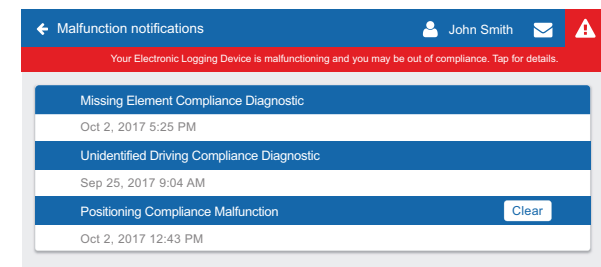 Malfunction notifications
John Smith
Your Electronic Logging Device is malfunctioning and you may be out of compliance. Tap for details.
Missing Element Compliance Diagnostic
Oct 2, 2017 5:25 PM
Unidentified Driving Compliance Diagnostic
Sep 25, 2017 9:04 AM
Positioning Compliance Malfunction
Clear
Oct 2, 2017 12:43 PM